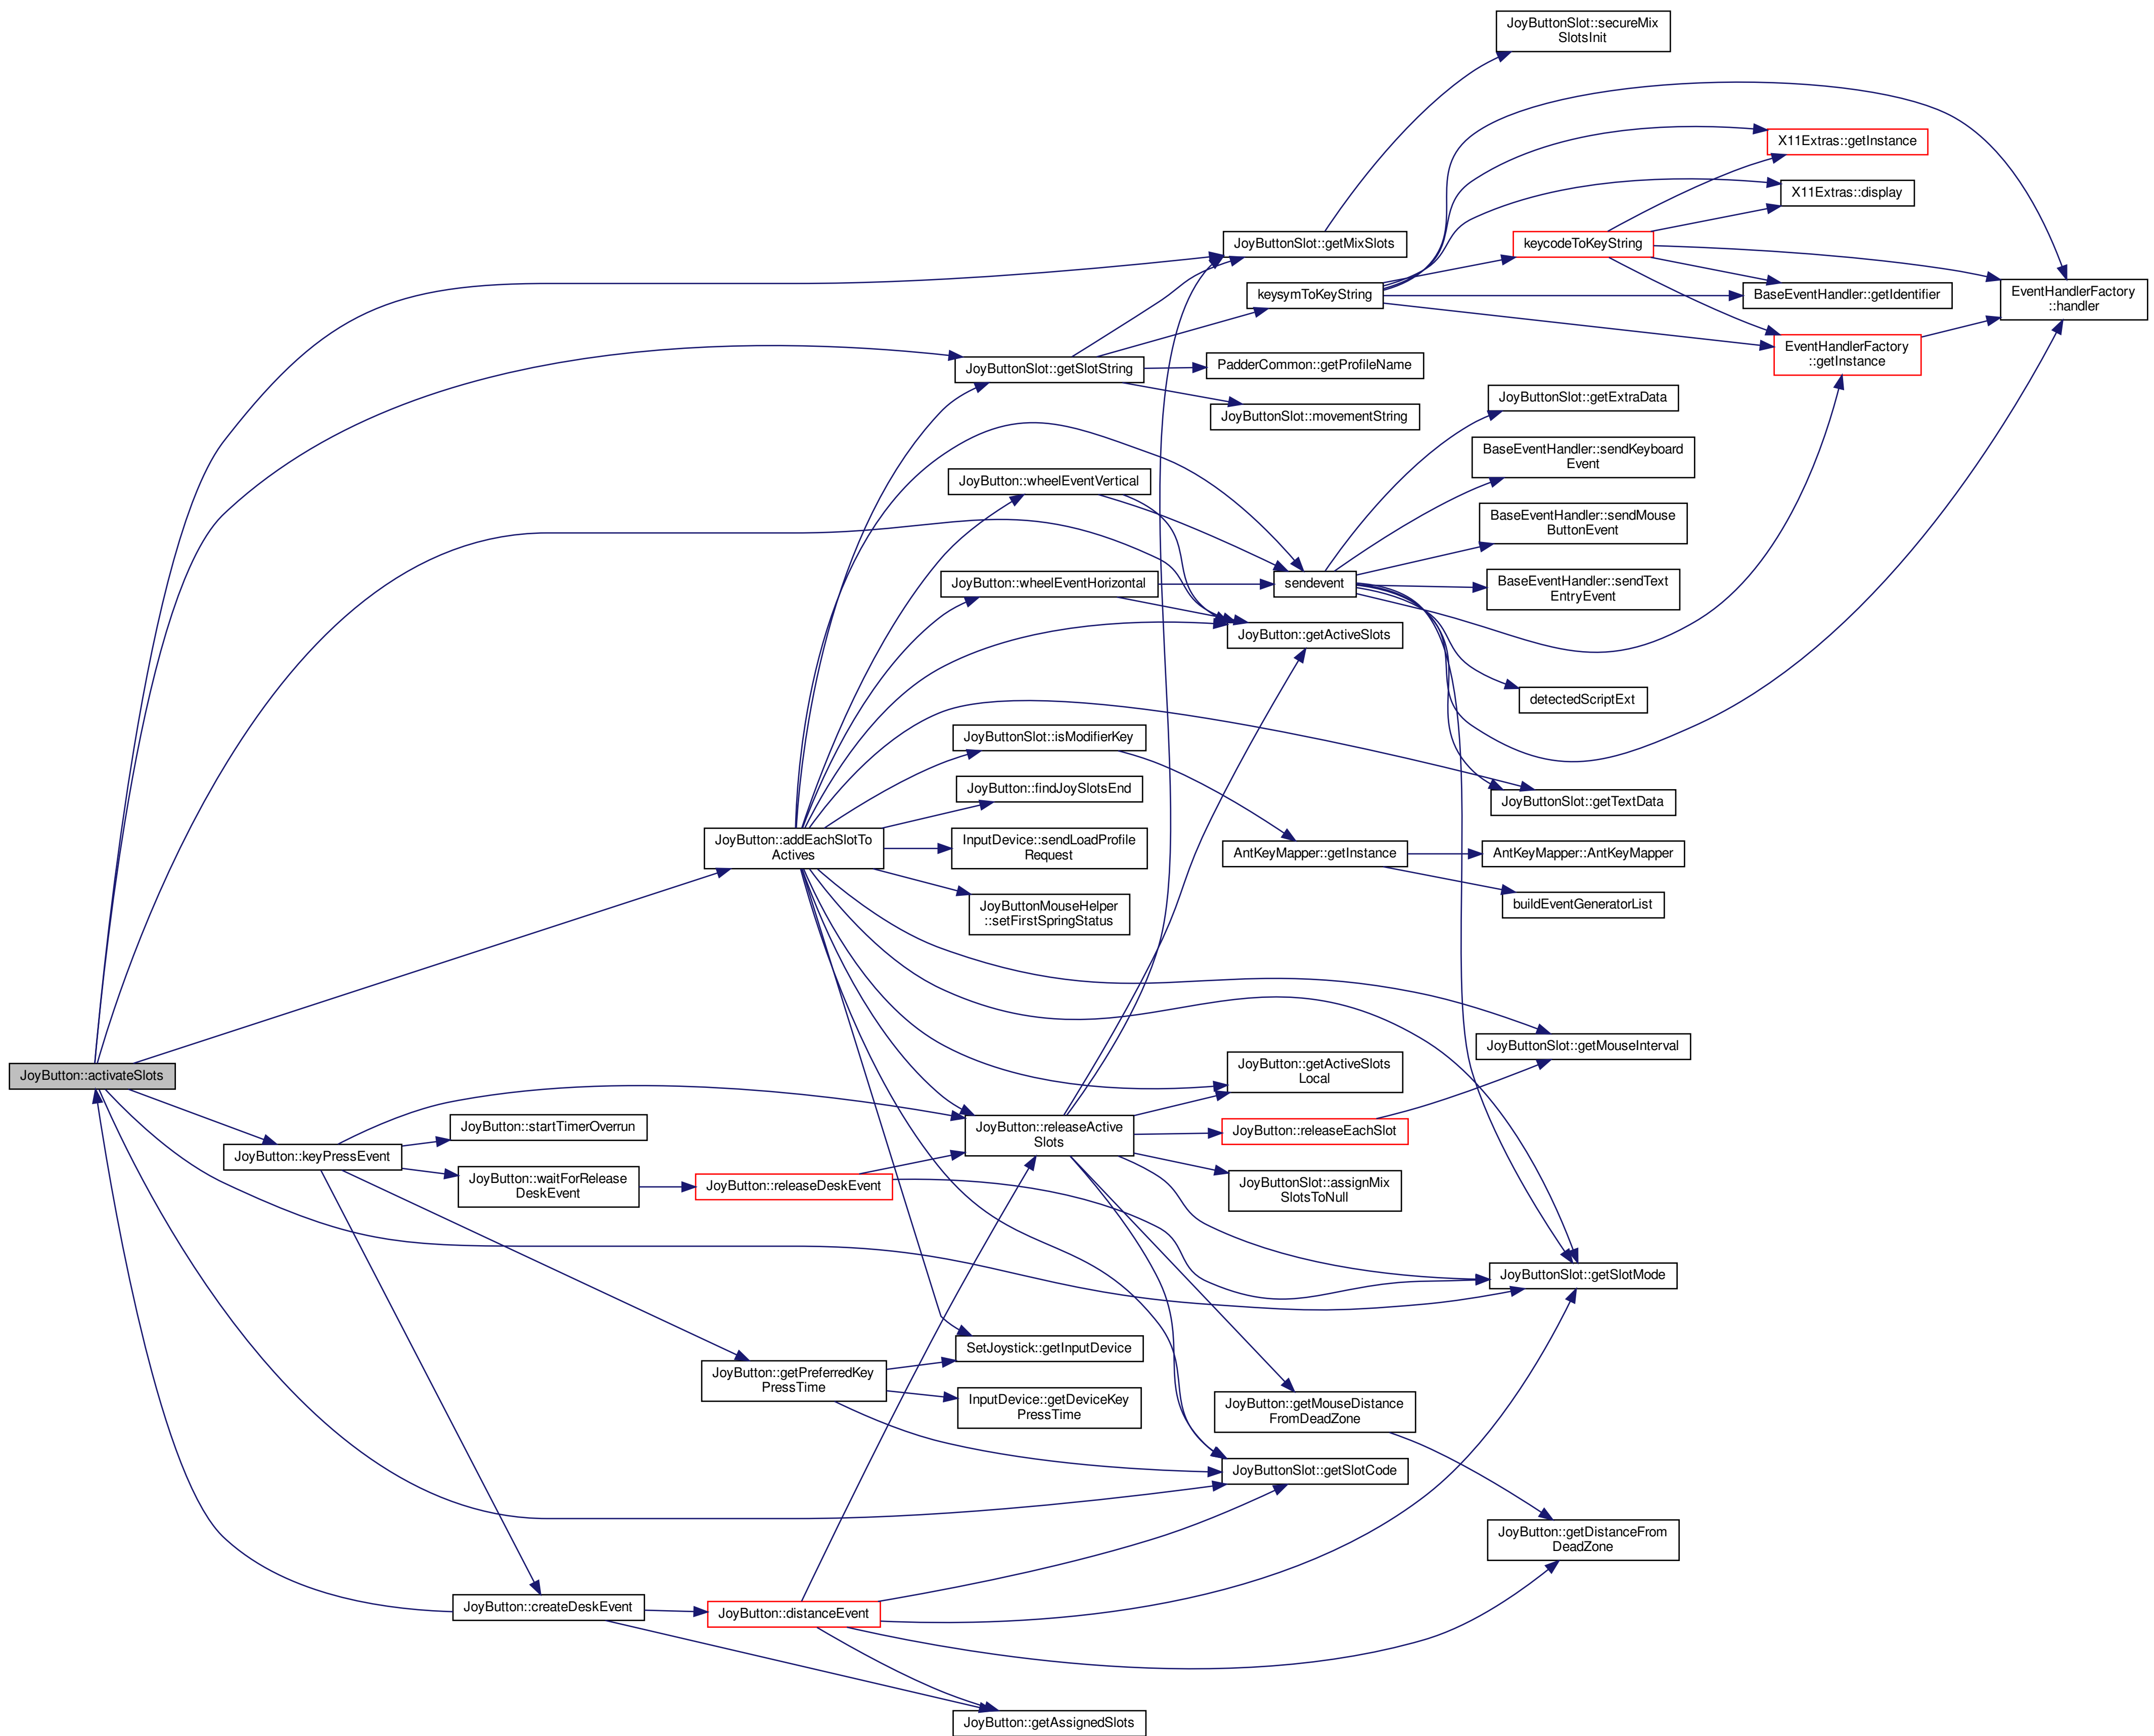 JoyButtonSlot::secureMix
SlotsInit
X11Extras::getInstance
X11Extras::display
JoyButtonSlot::getMixSlots
keycodeToKeyString
keysymToKeyString
BaseEventHandler::getIdentifier
EventHandlerFactory
::handler
EventHandlerFactory
::getInstance
JoyButtonSlot::getSlotString
PadderCommon::getProfileName
JoyButtonSlot::movementString
JoyButtonSlot::getExtraData
BaseEventHandler::sendKeyboard
Event
JoyButton::wheelEventVertical
BaseEventHandler::sendMouse
ButtonEvent
JoyButton::wheelEventHorizontal
sendevent
BaseEventHandler::sendText
EntryEvent
JoyButton::getActiveSlots
detectedScriptExt
JoyButtonSlot::isModifierKey
JoyButton::findJoySlotsEnd
JoyButtonSlot::getTextData
JoyButton::addEachSlotTo
Actives
InputDevice::sendLoadProfile
Request
AntKeyMapper::getInstance
AntKeyMapper::AntKeyMapper
JoyButtonMouseHelper
::setFirstSpringStatus
buildEventGeneratorList
JoyButtonSlot::getMouseInterval
JoyButton::activateSlots
JoyButton::getActiveSlots
Local
JoyButton::startTimerOverrun
JoyButton::releaseActive
Slots
JoyButton::releaseEachSlot
JoyButton::keyPressEvent
JoyButton::waitForRelease
DeskEvent
JoyButton::releaseDeskEvent
JoyButtonSlot::assignMix
SlotsToNull
JoyButtonSlot::getSlotMode
SetJoystick::getInputDevice
JoyButton::getPreferredKey
PressTime
InputDevice::getDeviceKey
PressTime
JoyButton::getMouseDistance
FromDeadZone
JoyButtonSlot::getSlotCode
JoyButton::getDistanceFrom
DeadZone
JoyButton::createDeskEvent
JoyButton::distanceEvent
JoyButton::getAssignedSlots